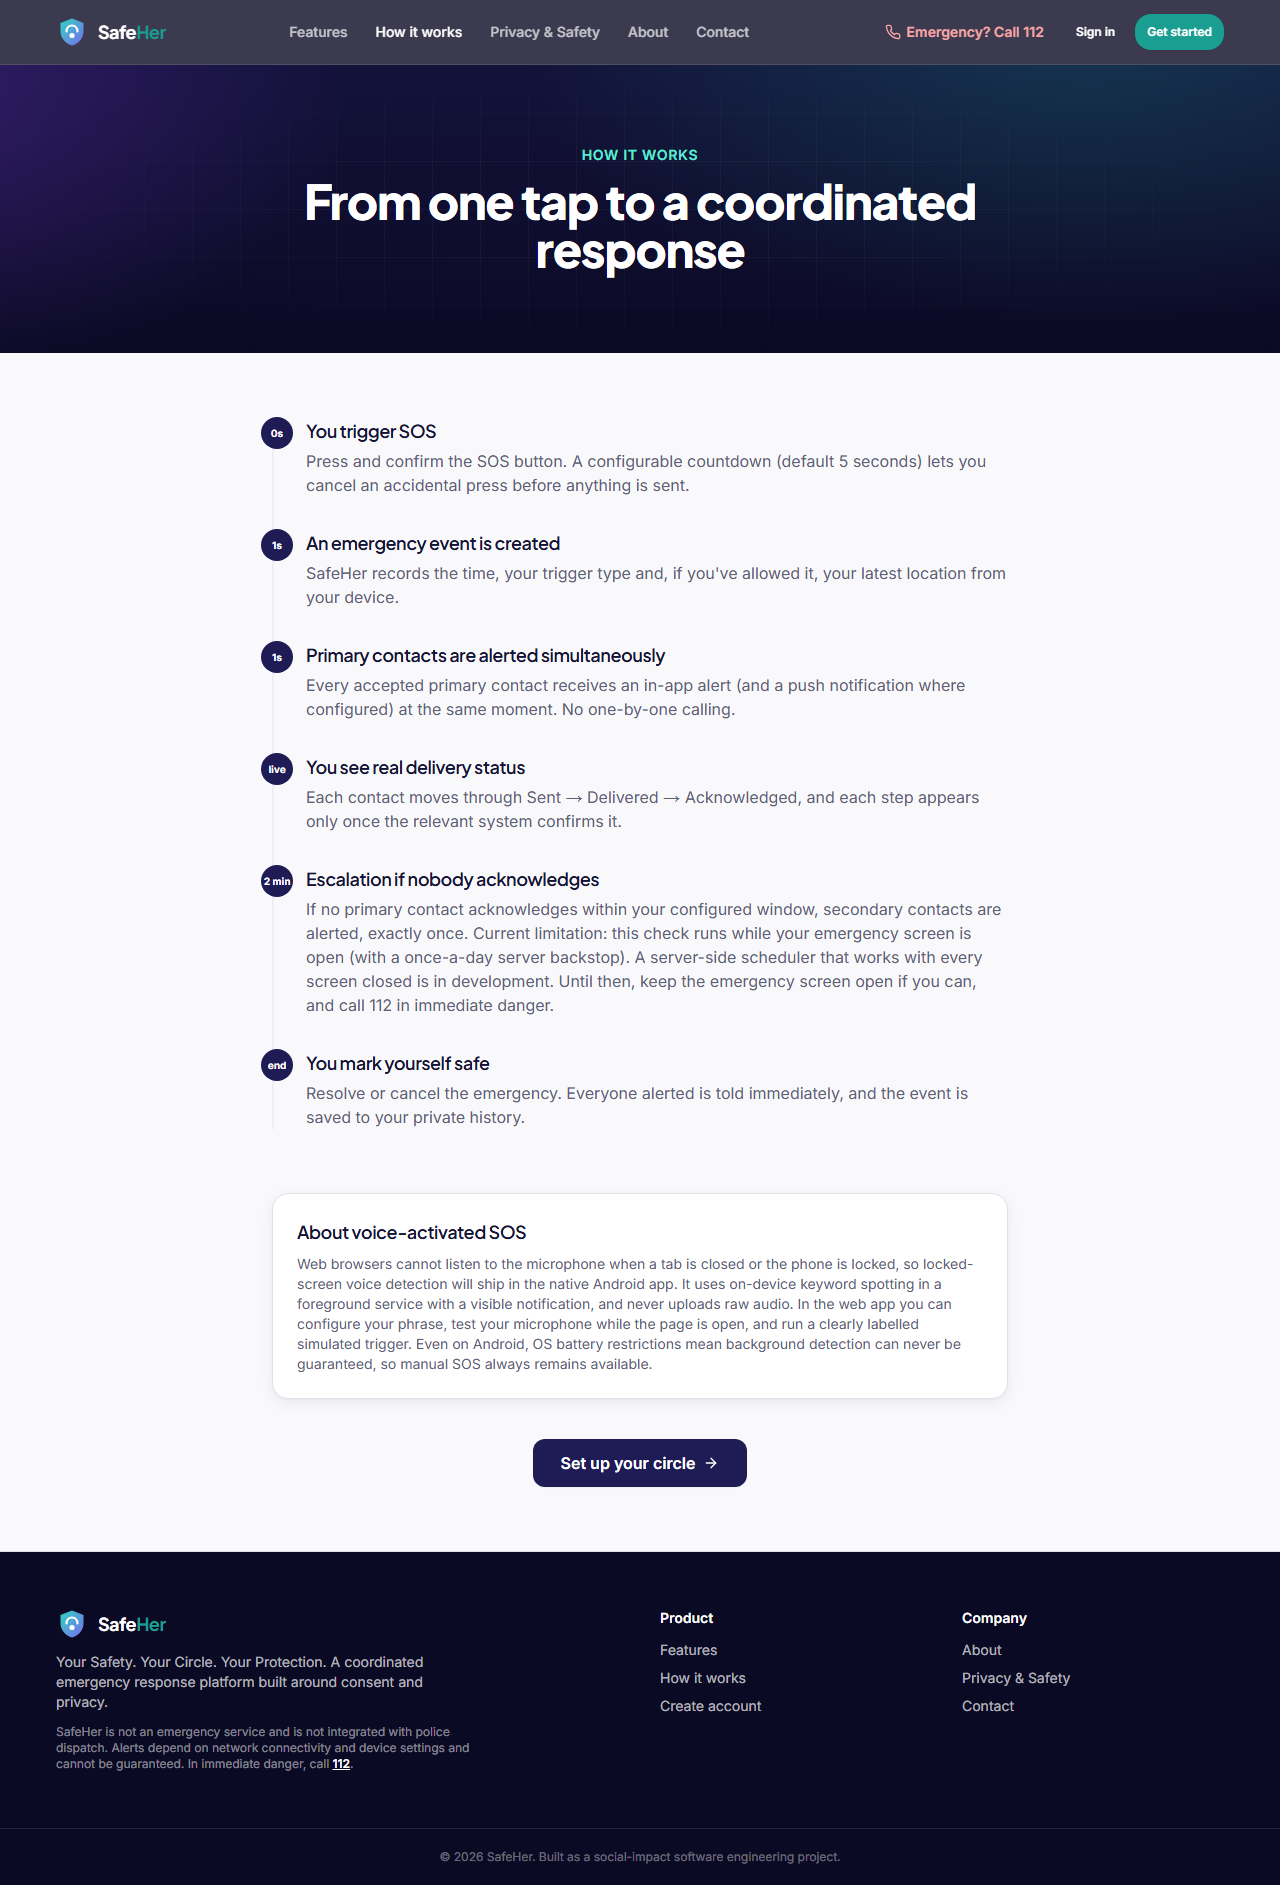 SafeHer
Features
How it works
Privacy & Safety
About
Contact
Emergency? Call 112
Sign in
Get started
HOW IT WORKS
From one tap to a coordinated
response
0s
You trigger SOS
Press and confirm the SOS button. A configurable countdown (default 5 seconds) lets you
cancel an accidental press before anything is sent.
1s
An emergency event is created
SafeHer records the time, your trigger type and, if you've allowed it, your latest location from
your device.
1s
Primary contacts are alerted simultaneously
Every accepted primary contact receives an in-app alert (and a push notification where
configured) at the same moment. No one-by-one calling.
live
You see real delivery status
Each contact moves through Sent → Delivered → Acknowledged, and each step appears
only once the relevant system confirms it.
2 min
Escalation if nobody acknowledges
If no primary contact acknowledges within your configured window, secondary contacts are
alerted, exactly once. Current limitation: this check runs while your emergency screen is
open (with a once-a-day server backstop). A server-side scheduler that works with every
screen closed is in development. Until then, keep the emergency screen open if you can,
and call 112 in immediate danger.
end
You mark yourself safe
Resolve or cancel the emergency. Everyone alerted is told immediately, and the event is
saved to your private history.
About voice-activated SOS
Web browsers cannot listen to the microphone when a tab is closed or the phone is locked, so locked-
screen voice detection will ship in the native Android app. It uses on-device keyword spotting in a
foreground service with a visible notification, and never uploads raw audio. In the web app you can
configure your phrase, test your microphone while the page is open, and run a clearly labelled
simulated trigger. Even on Android, OS battery restrictions mean background detection can never be
guaranteed, so manual SOS always remains available.
Set up your circle →
SafeHer
Your Safety. Your Circle. Your Protection. A coordinated
emergency response platform built around consent and
privacy.
SafeHer is not an emergency service and is not integrated with police
dispatch. Alerts depend on network connectivity and device settings and
cannot be guaranteed. In immediate danger, call 112.
Product
Features
How it works
Create account
Company
About
Privacy & Safety
Contact
© 2026 SafeHer. Built as a social-impact software engineering project.